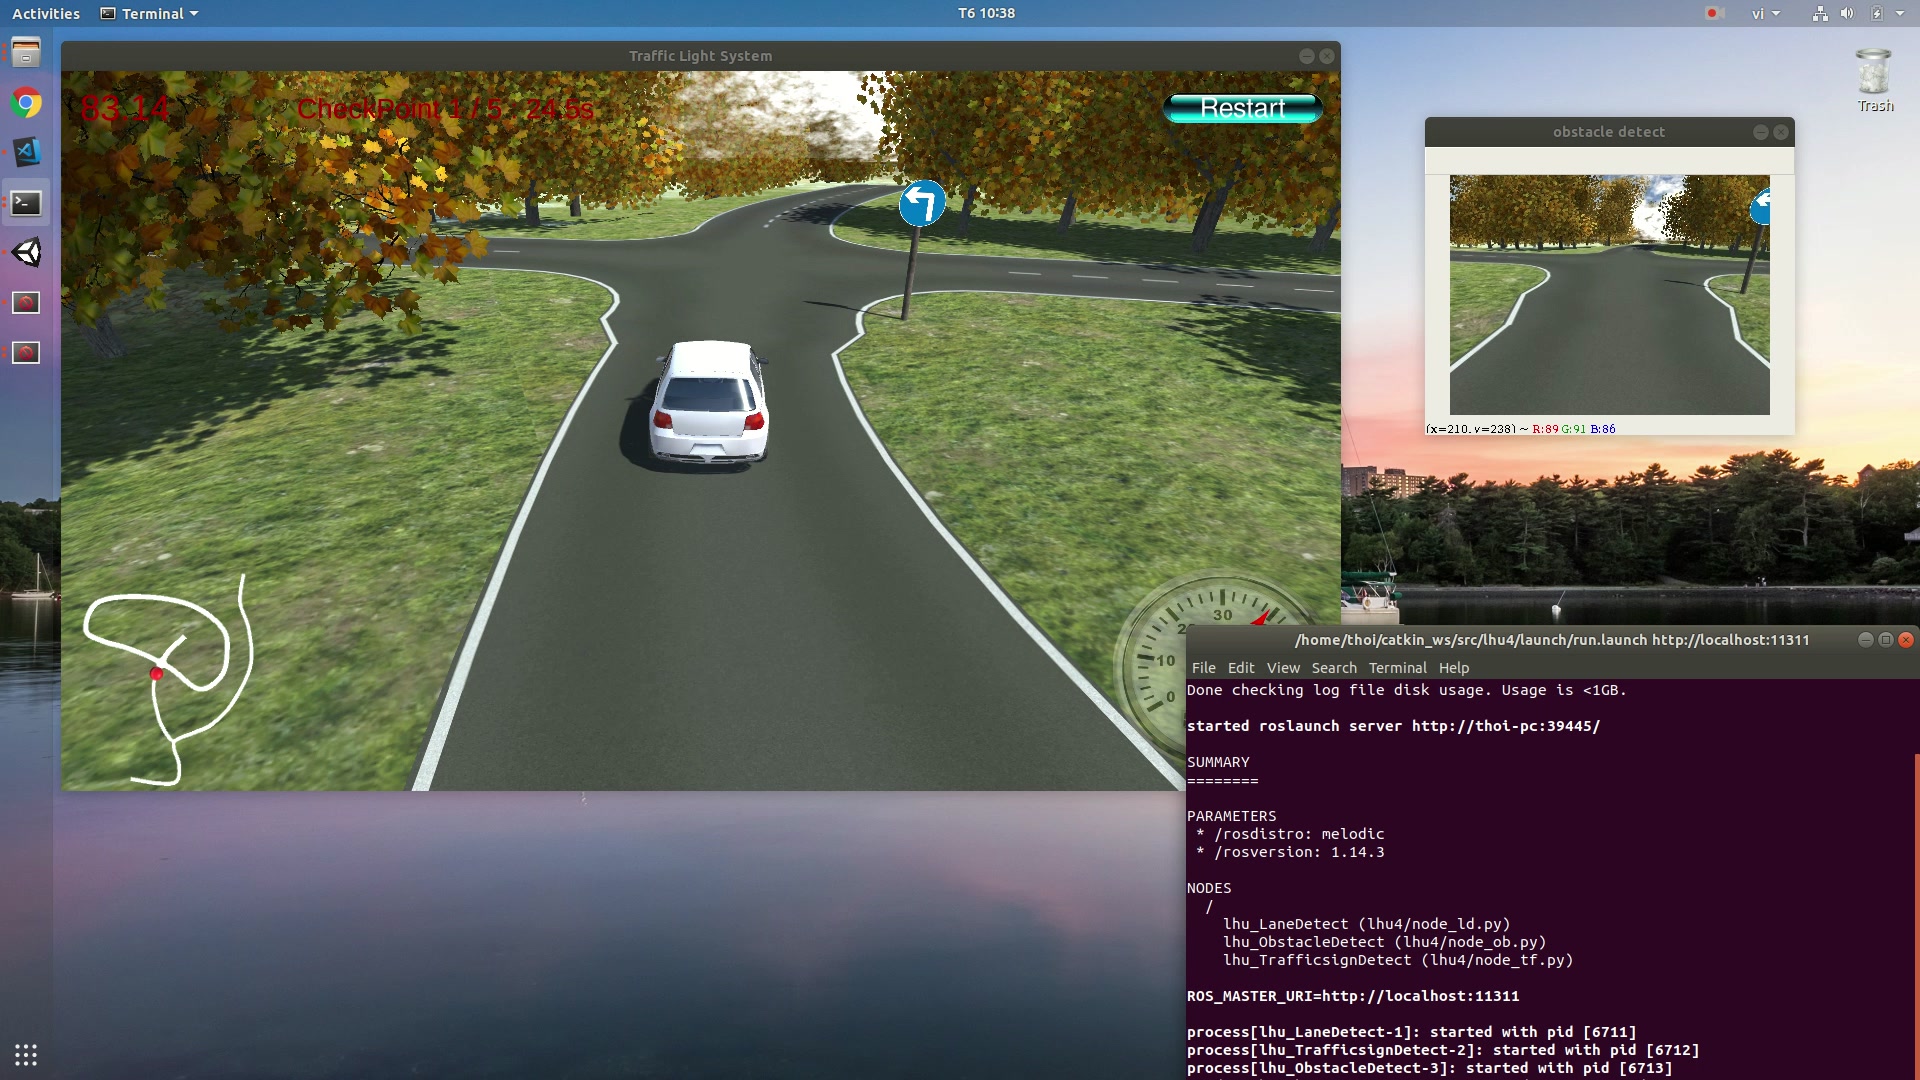 Activities
Terminal
T6 10:38
vi
Trash
Traffic Light System
83.14
CheckPoint 1 / 5 : 24.5s
Restart
30
10
0
obstacle detect
(x=210, y=238) ~ R:89 G:91 B:86
/home/thoi/catkin_ws/src/lhu4/launch/run.launch http://localhost:11311
File Edit View Search Terminal Help
Done checking log file disk usage. Usage is <1GB.
started roslaunch server http://thoi-pc:39445/
SUMMARY
========
PARAMETERS
* /rosdistro: melodic
* /rosversion: 1.14.3
NODES
/
lhu_LaneDetect (lhu4/node_ld.py)
lhu_ObstacleDetect (lhu4/node_ob.py)
lhu_TrafficsignDetect (lhu4/node_tf.py)
ROS_MASTER_URI=http://localhost:11311
process[lhu_LaneDetect-1]: started with pid [6711]
process[lhu_TrafficsignDetect-2]: started with pid [6712]
process[lhu_ObstacleDetect-3]: started with pid [6713]